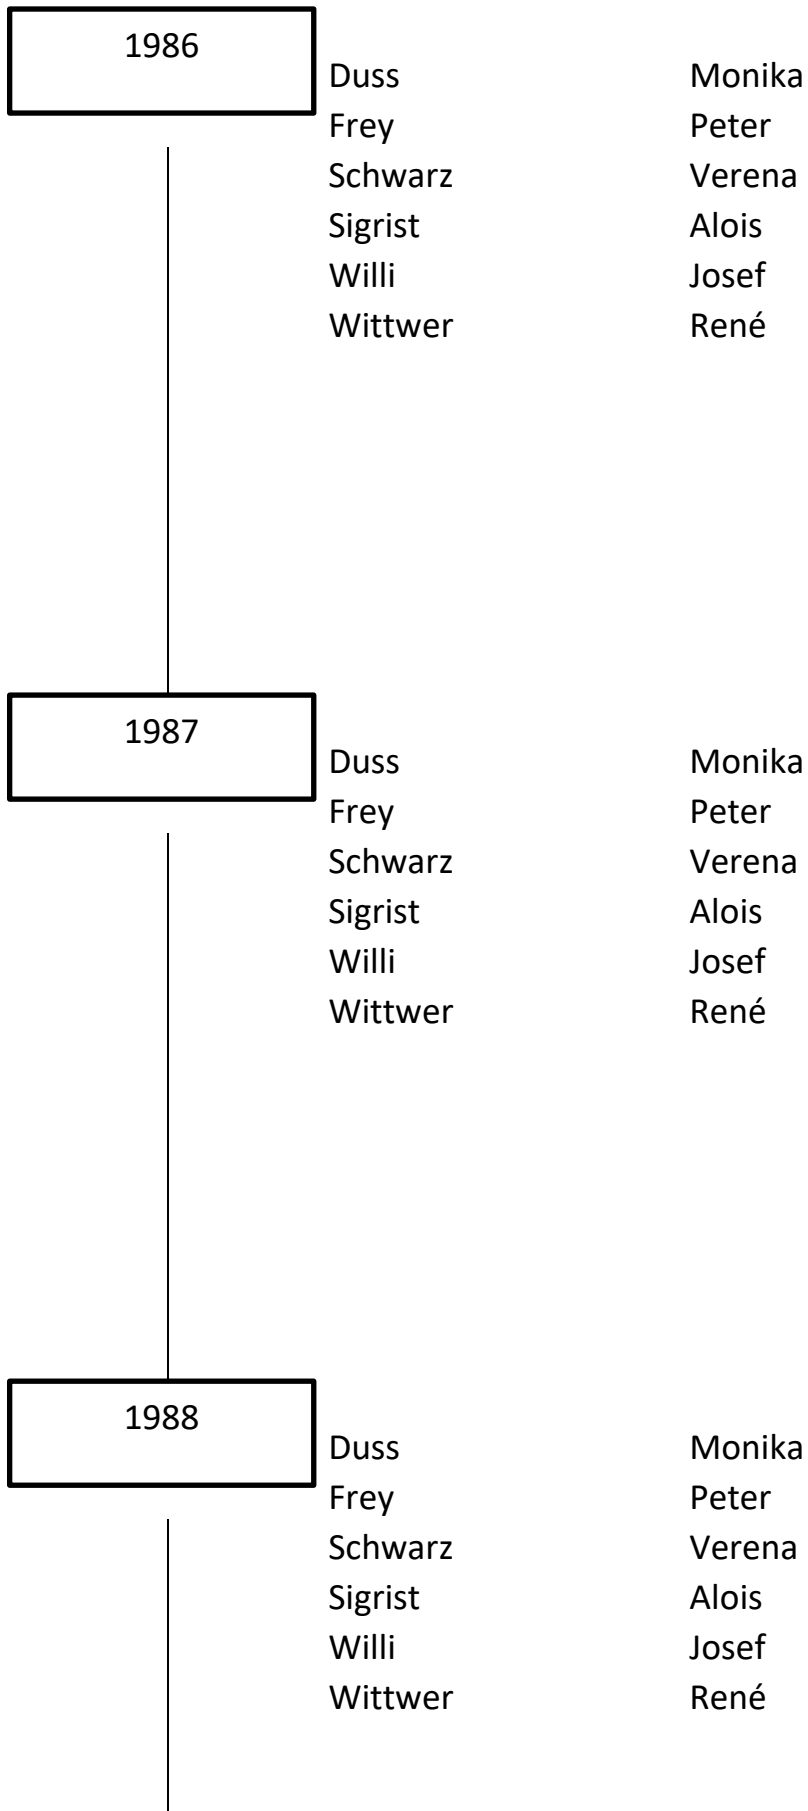 1986
Duss Monika
Frey Peter
Schwarz Verena
Sigrist Alois
Willi Josef
Wittwer René
1987
Duss Monika
Frey Peter
Schwarz Verena
Sigrist Alois
Willi Josef
Wittwer René
1988
Duss Monika
Frey Peter
Schwarz Verena
Sigrist Alois
Willi Josef
Wittwer René